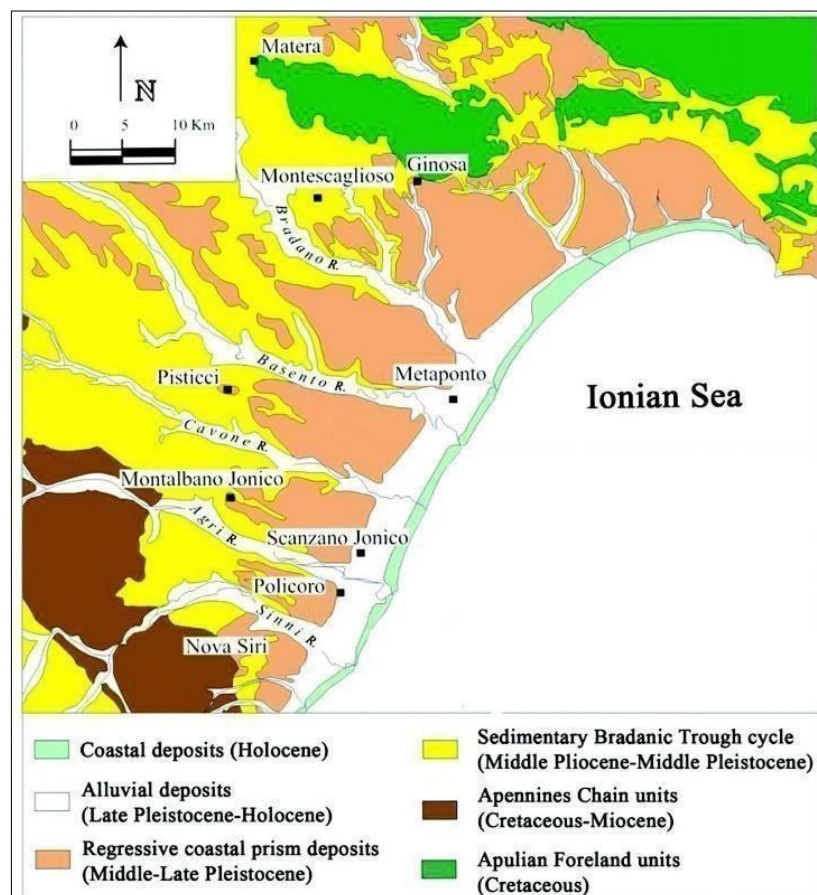 Matera
N
0 5 10 Km
Montescaglioso
Ginosa
Bradano R.
Pisticci
Basento R.
Metaponto
Ionian Sea
Cavone R.
Montalbano Jonico
Agri R.
Scanzano Jonico
Policoro
Sinni R.
Nova Siri
Coastal deposits (Holocene)
Alluvial deposits
(Late Pleistocene-Holocene)
Regressive coastal prism deposits
(Middle-Late Pleistocene)
Sedimentary Bradanic Trough cycle
(Middle Pliocene-Middle Pleistocene)
Apennines Chain units
(Cretaceous-Miocene)
Apulian Foreland units
(Cretaceous)